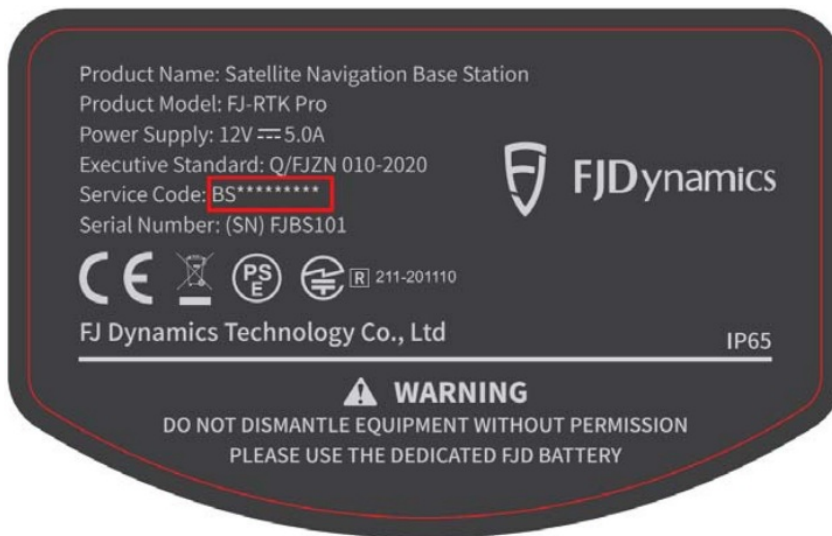 Product Name: Satellite Navigation Base Station
Product Model: FJ-RTK Pro
Power Supply: 12V ⎓ 5.0A
Executive Standard: Q/FJZN 010-2020
Service Code: BS*********
Serial Number: (SN) FJBS101
FJDynamics
CE PSE R 211-201110
FJ Dynamics Technology Co., Ltd
IP65
WARNING
DO NOT DISMANTLE EQUIPMENT WITHOUT PERMISSION
PLEASE USE THE DEDICATED FJD BATTERY